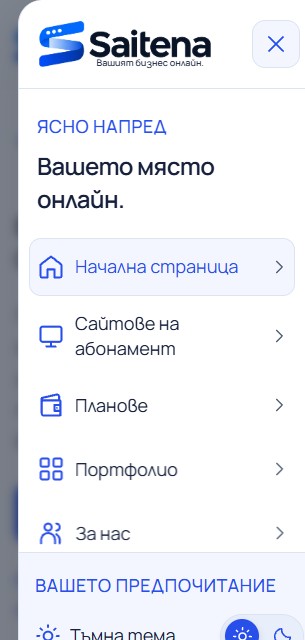 Saitena
Вашият бизнес онлайн.
ЯСНО НАПРЕД
Вашето място
онлайн.
Начална страница
Сайтове на
абонамент
Планове
Портфолио
За нас
ВАШЕТО ПРЕДПОЧИТАНИЕ
Тъмна тема